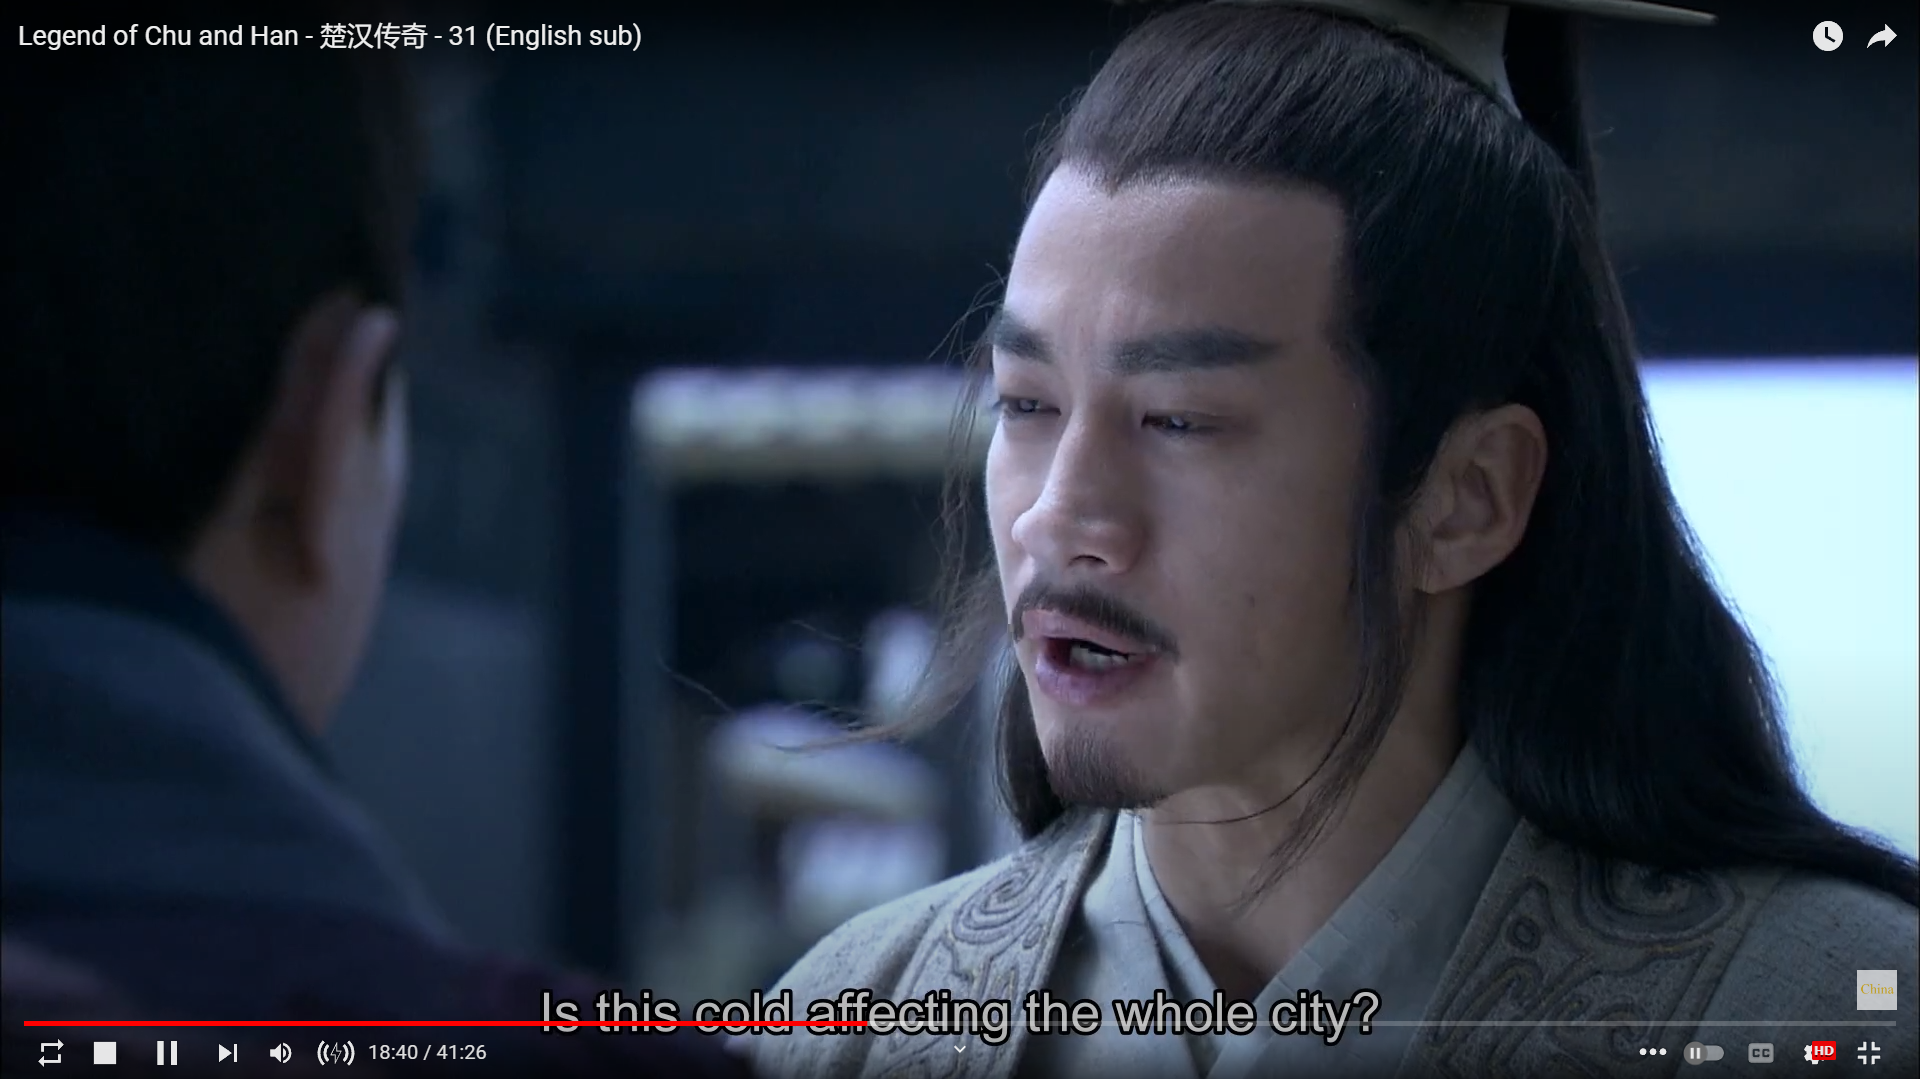 Legend of Chu and Han - 楚汉传奇 - 31 (English sub)
China
Is this cold affecting the whole city?
18:40 / 41:26
CC
HD